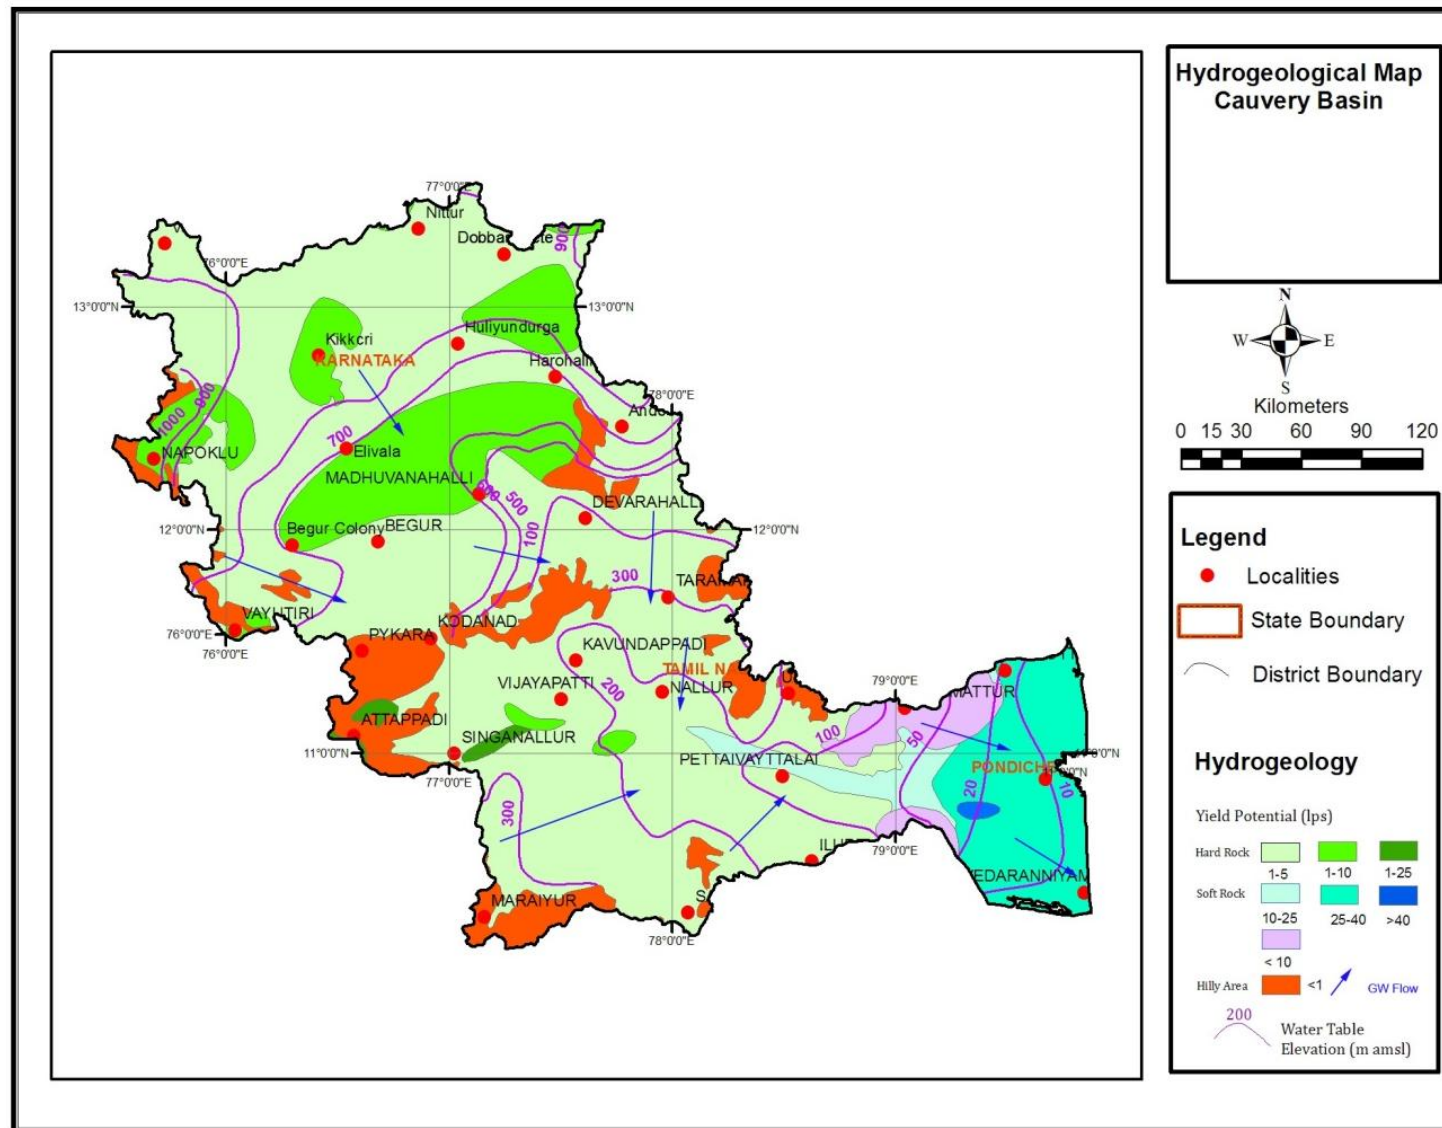 Hydrogeological Map
Cauvery Basin
N
W
E
S
Kilometers
0 15 30 60 90 120
Legend
Localities
State Boundary
District Boundary
Hydrogeology
Yield Potential (lps)
Hard Rock
1-5
1-10
1-25
Soft Rock
10-25
25-40
>40
< 10
Hilly Area
<1
GW Flow
200
Water Table
Elevation (m amsl)
77°0'0"E
Nittur
900
76°0'0"E
13°0'0"N
13°0'0"N
Huliyundurga
Kikkcri
KARNATAKA
Harohalli
78°0'0"E
900
1000
700
Elivala
NAPOKLU
MADHUVANAHALLI
600
500
DEVARAHALLI
12°0'0"N
12°0'0"N
Begur Colony
BEGUR
100
300
VAYHTIRI
KODANAD
76°0'0"E
76°0'0"E
PYKARA
KAVUNDAPPADI
TAMIL NA
79°0'0"E
MATTUR
VIJAYAPATTI
200
NALLUR
ATTAPPADI
100
50
SINGANALLUR
11°0'0"N
PETTAIVAYTTALAI
PONDICHE
77°0'0"E
20
10
300
79°0'0"E
EDARANNIYAM
MARAIYUR
78°0'0"E